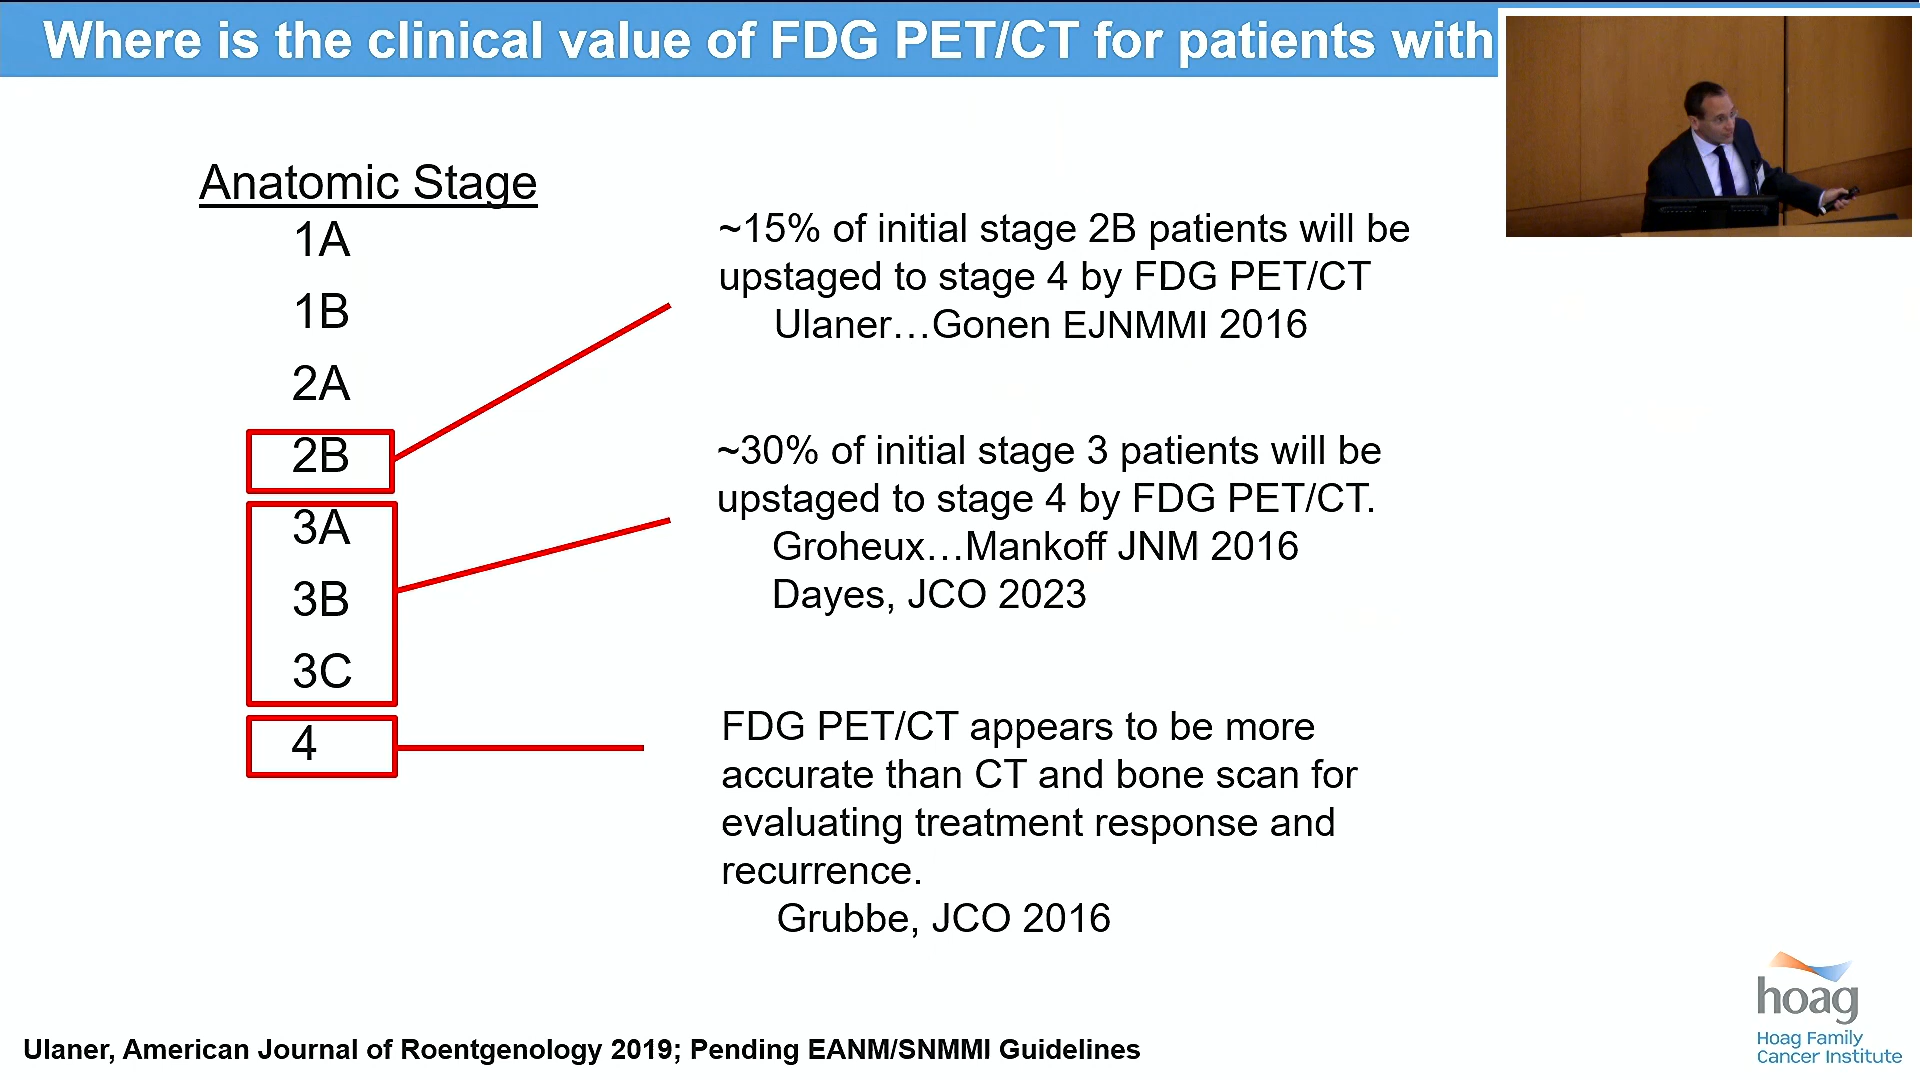 Where is the clinical value of FDG PET/CT for patients with
Anatomic Stage
1A
1B
2A
2B
3A
3B
3C
4
~15% of initial stage 2B patients will be
upstaged to stage 4 by FDG PET/CT
Ulaner…Gonen EJNMMI 2016
~30% of initial stage 3 patients will be
upstaged to stage 4 by FDG PET/CT.
Groheux…Mankoff JNM 2016
Dayes, JCO 2023
FDG PET/CT appears to be more
accurate than CT and bone scan for
evaluating treatment response and
recurrence.
Grubbe, JCO 2016
Ulaner, American Journal of Roentgenology 2019; Pending EANM/SNMMI Guidelines
hoag
Hoag Family
Cancer Institute